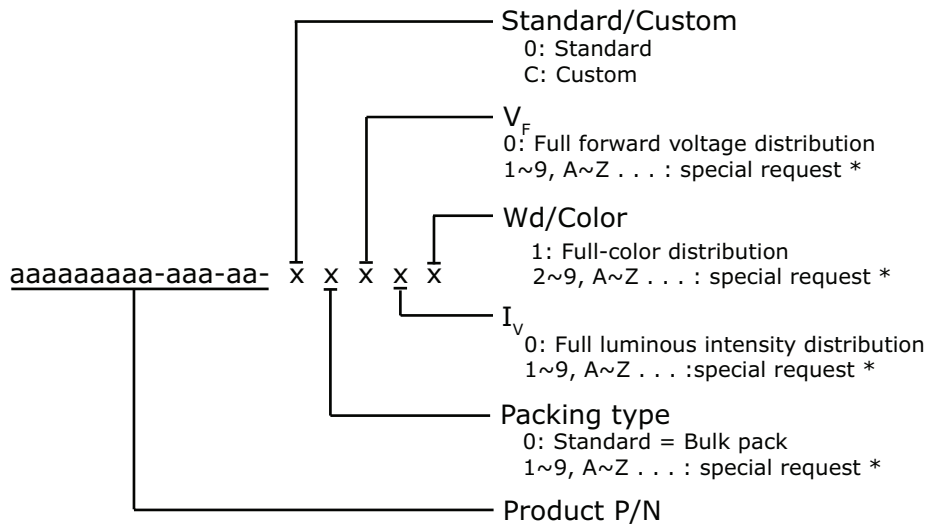 Standard/Custom
0: Standard
C: Custom
VF
0: Full forward voltage distribution
1~9, A~Z . . . : special request *
Wd/Color
1: Full-color distribution
2~9, A~Z . . . : special request *
aaaaaaaaa-aaa-aa- x x x x x
IV
0: Full luminous intensity distribution
1~9, A~Z . . . :special request *
Packing type
0: Standard = Bulk pack
1~9, A~Z . . . : special request *
Product P/N